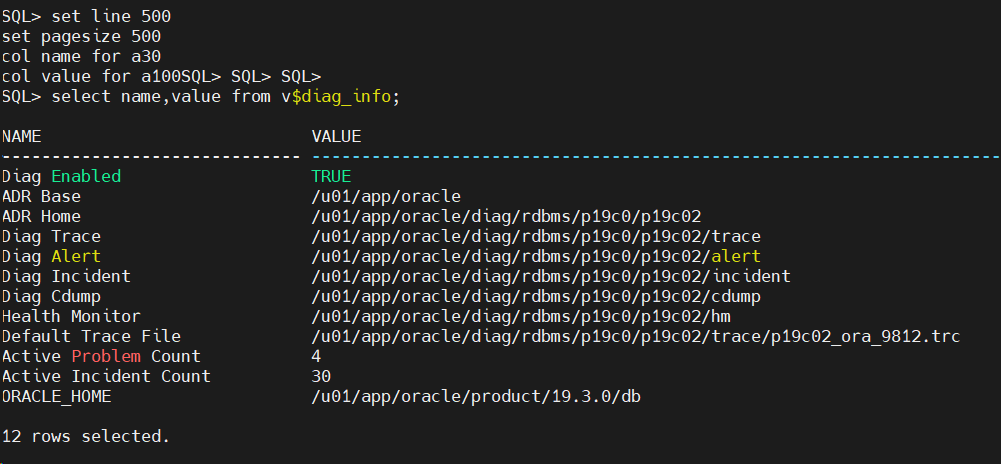 SQL> set line 500
set pagesize 500
col name for a30
col value for a100SQL> SQL> SQL>
SQL> select name,value from v$diag_info;
NAME                           VALUE
------------------------------ ---------------------------------------------------------------------
Diag Enabled                   TRUE
ADR Base                       /u01/app/oracle
ADR Home                       /u01/app/oracle/diag/rdbms/p19c0/p19c02
Diag Trace                     /u01/app/oracle/diag/rdbms/p19c0/p19c02/trace
Diag Alert                     /u01/app/oracle/diag/rdbms/p19c0/p19c02/alert
Diag Incident                  /u01/app/oracle/diag/rdbms/p19c0/p19c02/incident
Diag Cdump                     /u01/app/oracle/diag/rdbms/p19c0/p19c02/cdump
Health Monitor                 /u01/app/oracle/diag/rdbms/p19c0/p19c02/hm
Default Trace File             /u01/app/oracle/diag/rdbms/p19c0/p19c02/trace/p19c02_ora_9812.trc
Active Problem Count           4
Active Incident Count          30
ORACLE_HOME                    /u01/app/oracle/product/19.3.0/db
12 rows selected.